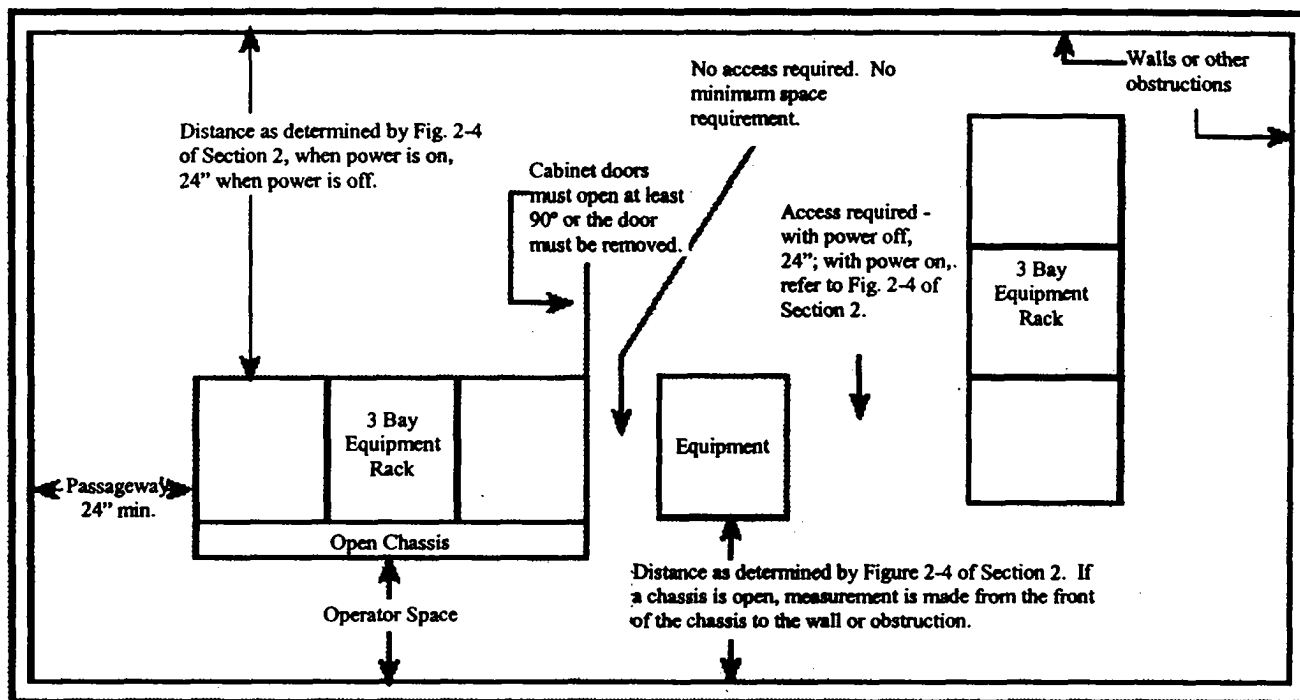 Distance as determined by Fig. 2-4
of Section 2, when power is on,
24” when power is off.
No access required. No
minimum space
requirement.
Walls or other
obstructions
Cabinet doors
must open at least
90° or the door
must be removed.
Access required -
with power off,
24”; with power on,
refer to Fig. 2-4 of
Section 2.
3 Bay
Equipment
Rack
3 Bay
Equipment
Rack
Equipment
Passageway
24” min.
Open Chassis
Operator Space
Distance as determined by Figure 2-4 of Section 2. If
a chassis is open, measurement is made from the front
of the chassis to the wall or obstruction.